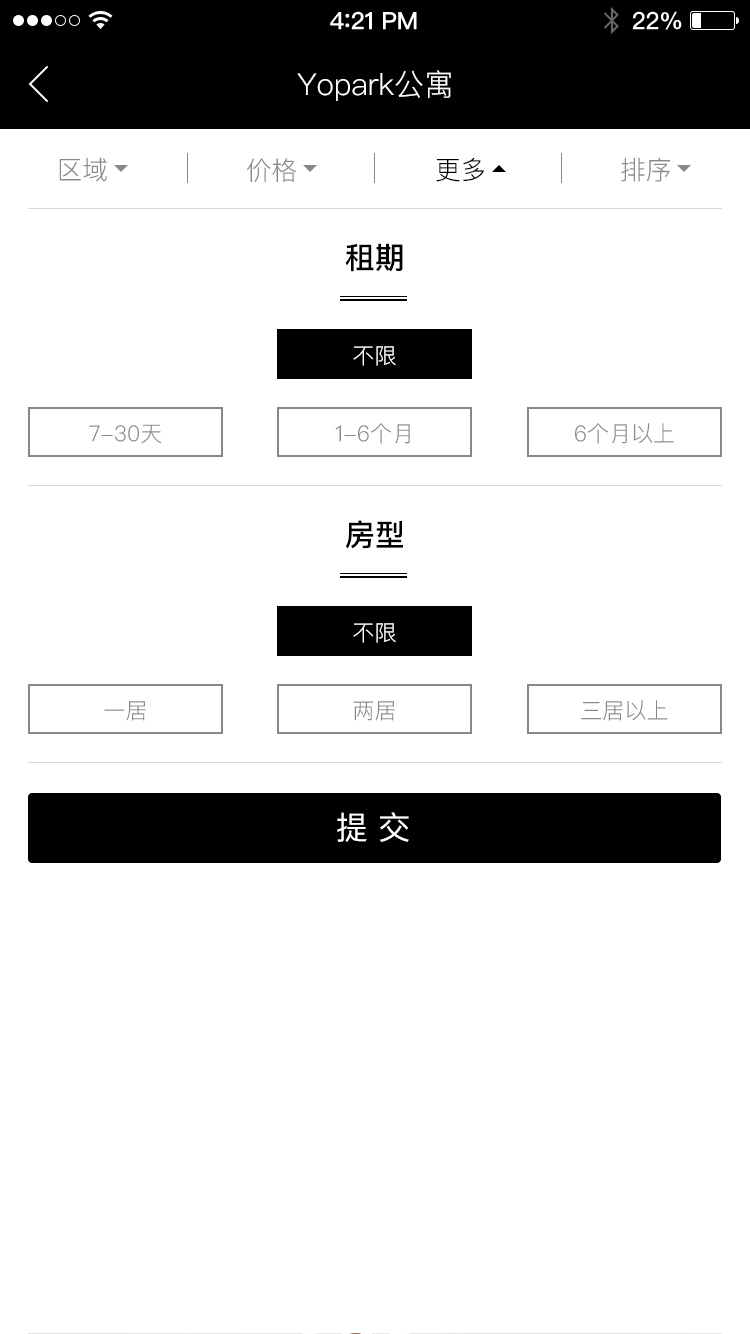 4:21 PM 22%
Yopark公寓
区域 价格 更多 排序
租期
不限
7-30天 1-6个月 6个月以上
房型
不限
一居 两居 三居以上
提交